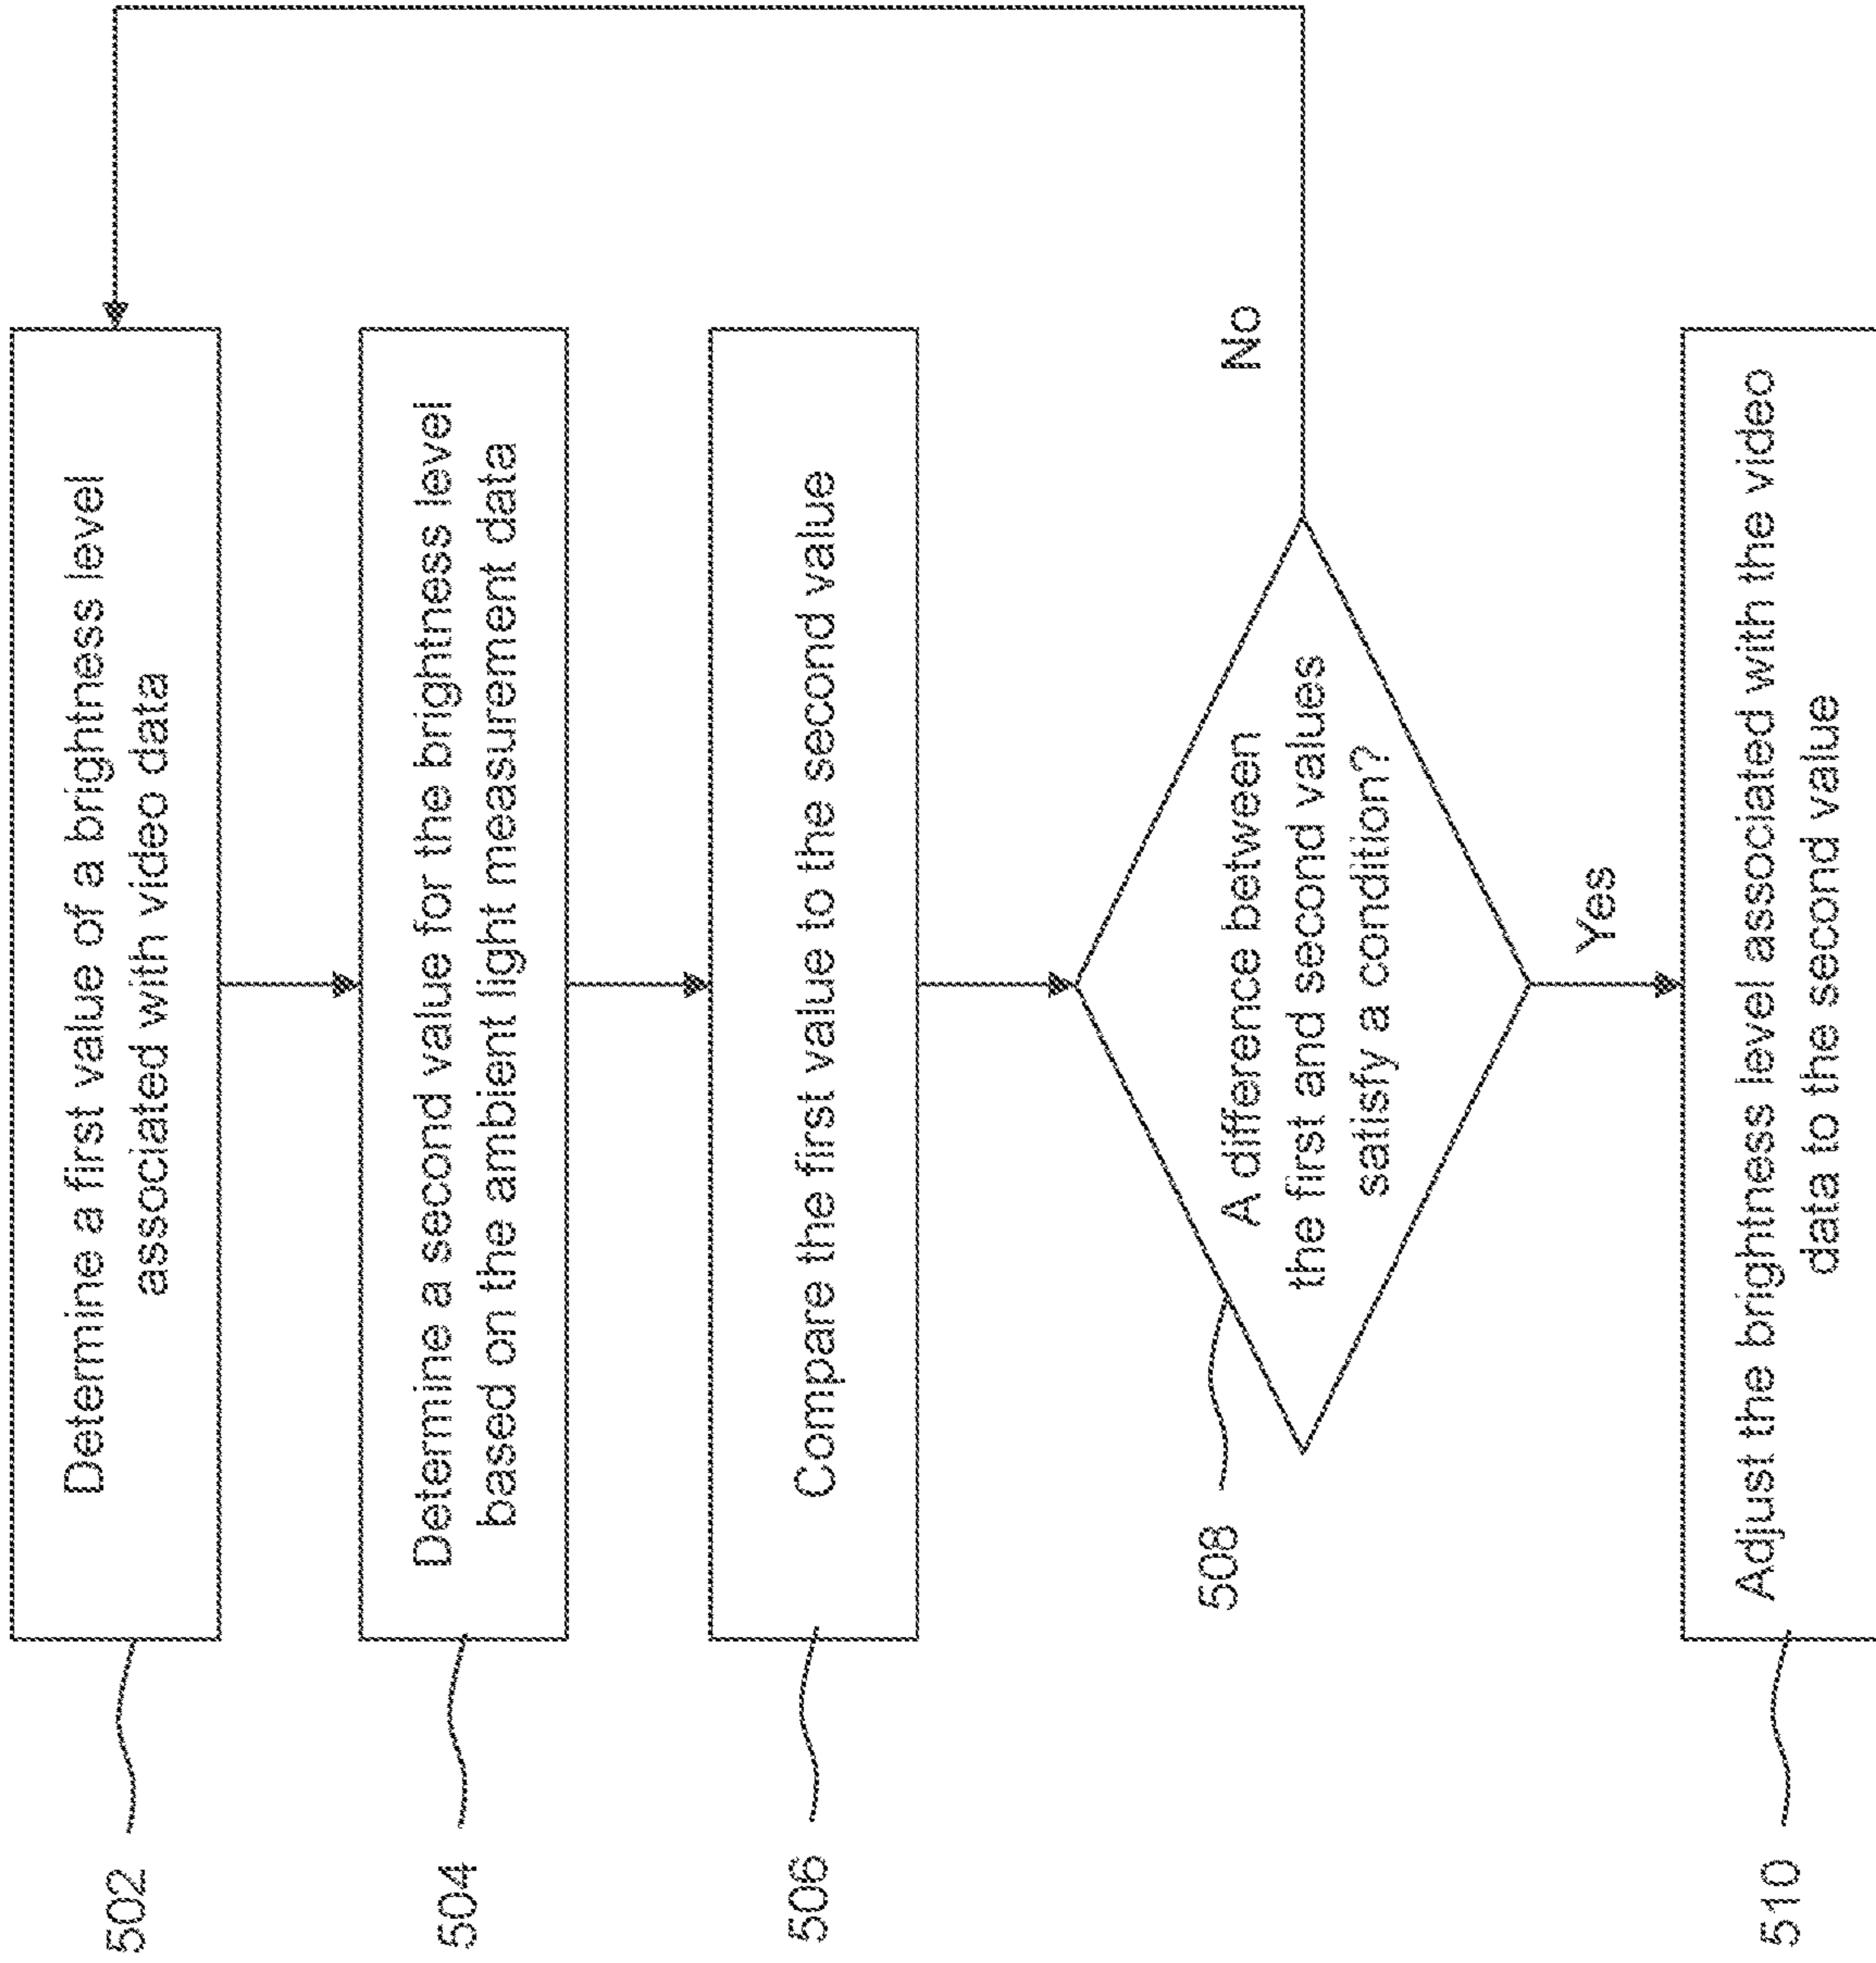 502
Determine a first value of a brightness level
associated with video data
504
Determine a second value for the brightness level
based on the ambient light measurement data
506
Compare the first value to the second value
508
A difference between
the first and second values
satisfy a condition?
No
Yes
510
Adjust the brightness level associated with the video
data to the second value